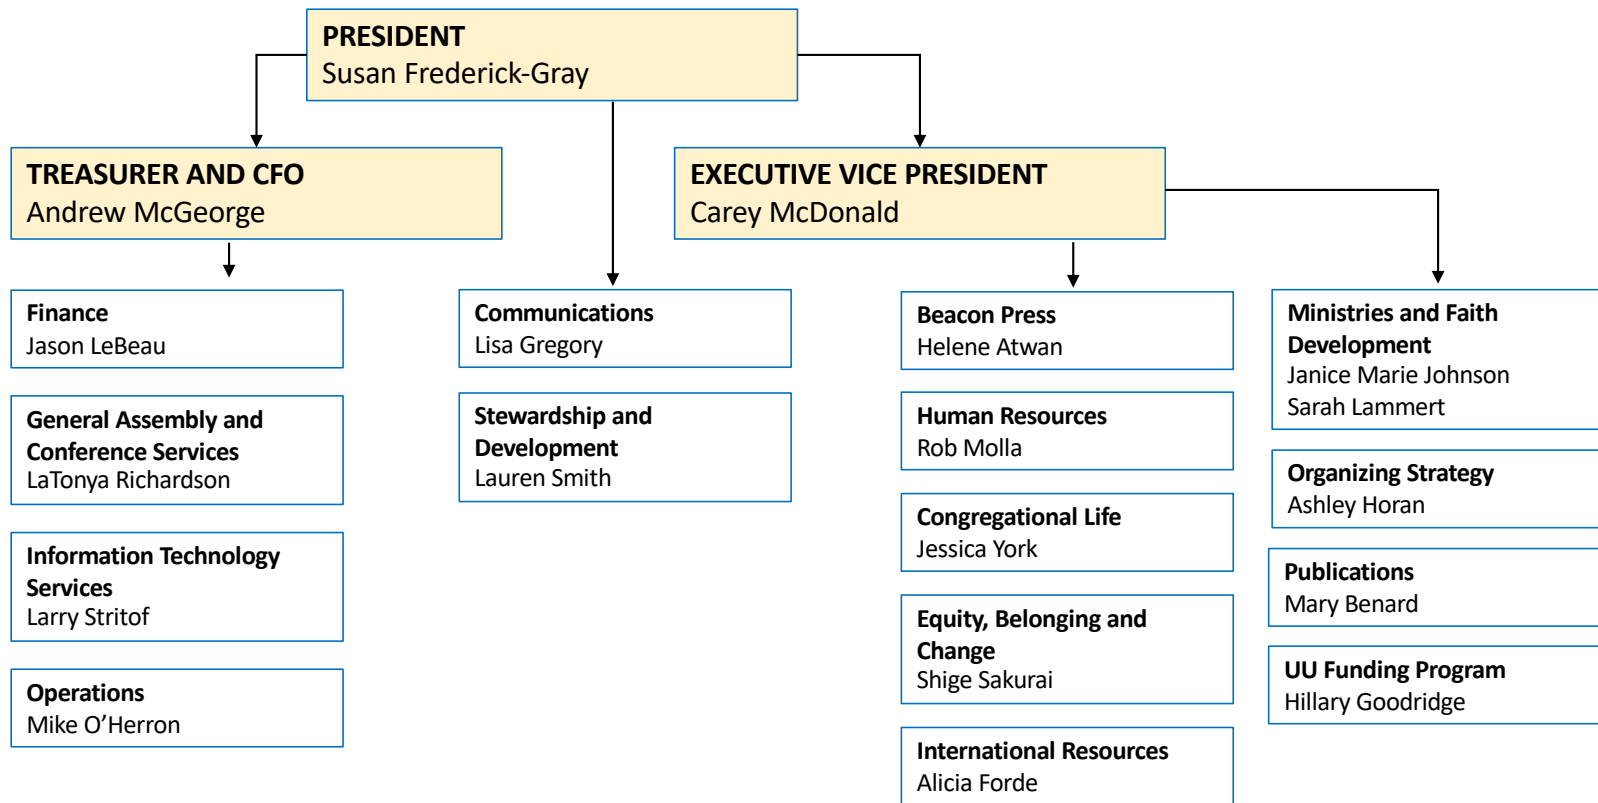 PRESIDENT
Susan Frederick-Gray
TREASURER AND CFO
Andrew McGeorge
EXECUTIVE VICE PRESIDENT
Carey McDonald
Finance
Jason LeBeau
General Assembly and
Conference Services
LaTonya Richardson
Information Technology
Services
Larry Stritof
Operations
Mike O’Herron
Communications
Lisa Gregory
Stewardship and
Development
Lauren Smith
Beacon Press
Helene Atwan
Human Resources
Rob Molla
Congregational Life
Jessica York
Equity, Belonging and
Change
Shige Sakurai
International Resources
Alicia Forde
Ministries and Faith
Development
Janice Marie Johnson
Sarah Lammert
Organizing Strategy
Ashley Horan
Publications
Mary Benard
UU Funding Program
Hillary Goodridge